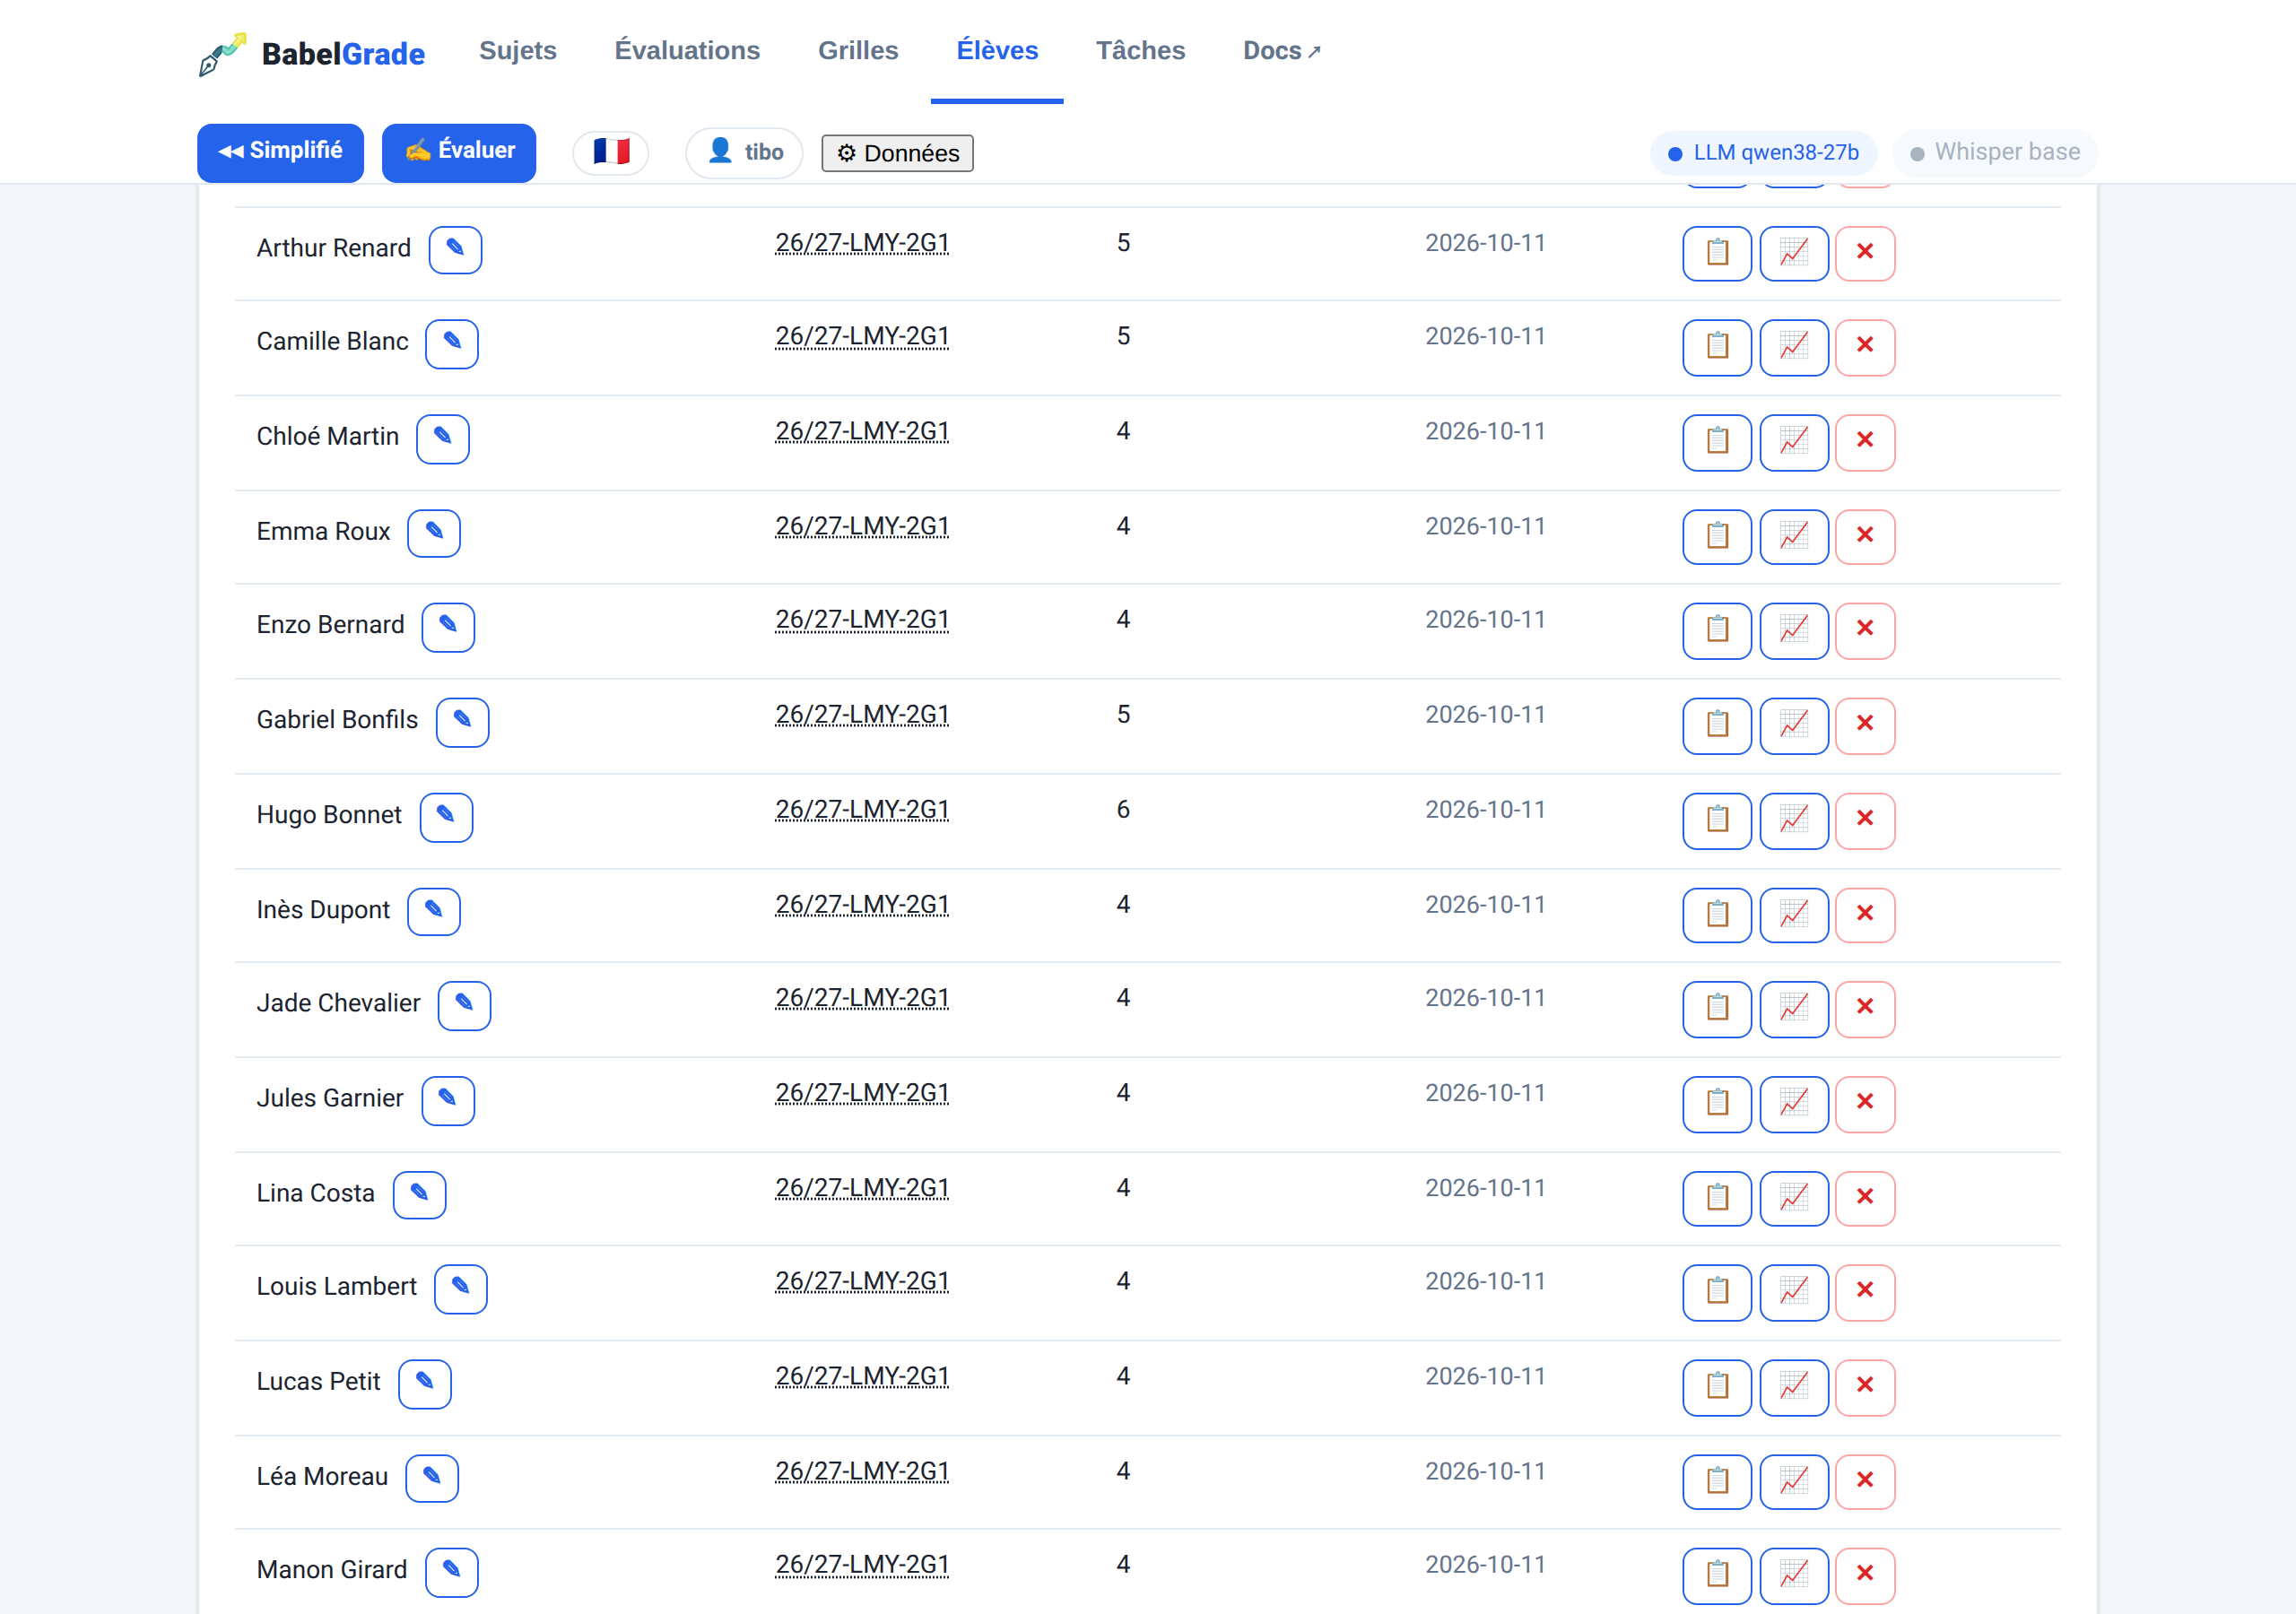 BabelGrade Sujets Évaluations Grilles Élèves Tâches Docs ↗
◀◀ Simplifié ✍️ Évaluer 🇫🇷 👤 tibo ⚙ Données LLM qwen38-27b Whisper base
Arthur Renard ✎ 26/27-LMY-2G1 5 2026-10-11 📋 📈 ✕
Camille Blanc ✎ 26/27-LMY-2G1 5 2026-10-11 📋 📈 ✕
Chloé Martin ✎ 26/27-LMY-2G1 4 2026-10-11 📋 📈 ✕
Emma Roux ✎ 26/27-LMY-2G1 4 2026-10-11 📋 📈 ✕
Enzo Bernard ✎ 26/27-LMY-2G1 4 2026-10-11 📋 📈 ✕
Gabriel Bonfils ✎ 26/27-LMY-2G1 5 2026-10-11 📋 📈 ✕
Hugo Bonnet ✎ 26/27-LMY-2G1 6 2026-10-11 📋 📈 ✕
Inès Dupont ✎ 26/27-LMY-2G1 4 2026-10-11 📋 📈 ✕
Jade Chevalier ✎ 26/27-LMY-2G1 4 2026-10-11 📋 📈 ✕
Jules Garnier ✎ 26/27-LMY-2G1 4 2026-10-11 📋 📈 ✕
Lina Costa ✎ 26/27-LMY-2G1 4 2026-10-11 📋 📈 ✕
Louis Lambert ✎ 26/27-LMY-2G1 4 2026-10-11 📋 📈 ✕
Lucas Petit ✎ 26/27-LMY-2G1 4 2026-10-11 📋 📈 ✕
Léa Moreau ✎ 26/27-LMY-2G1 4 2026-10-11 📋 📈 ✕
Manon Girard ✎ 26/27-LMY-2G1 4 2026-10-11 📋 📈 ✕